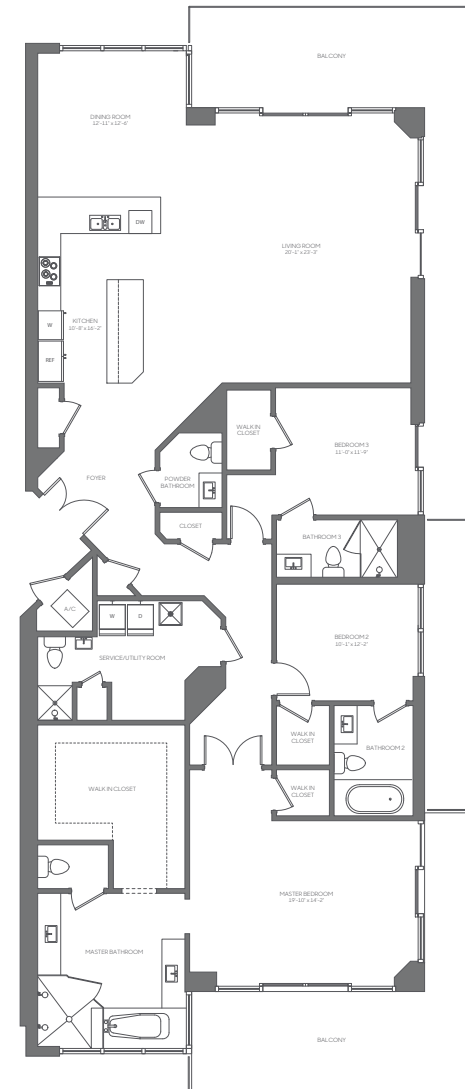 BALCONY
DINING ROOM
12'-11" x 12'-6"
DW
LIVING ROOM
20'-1" x 23'-3"
KITCHEN
10'-8" x 16'-2"
W
REF
WALK IN
CLOSET
BEDROOM 3
11'-0" x 11'-9"
FOYER
POWDER
BATHROOM
CLOSET
BATHROOM 3
A/C
W
D
BEDROOM 2
10'-1" x 12'-2"
SERVICE/UTILITY ROOM
WALK IN
CLOSET
BATHROOM 2
WALK IN CLOSET
WALK IN
CLOSET
MASTER BEDROOM
19'-10" x 14'-2"
MASTER BATHROOM
BALCONY